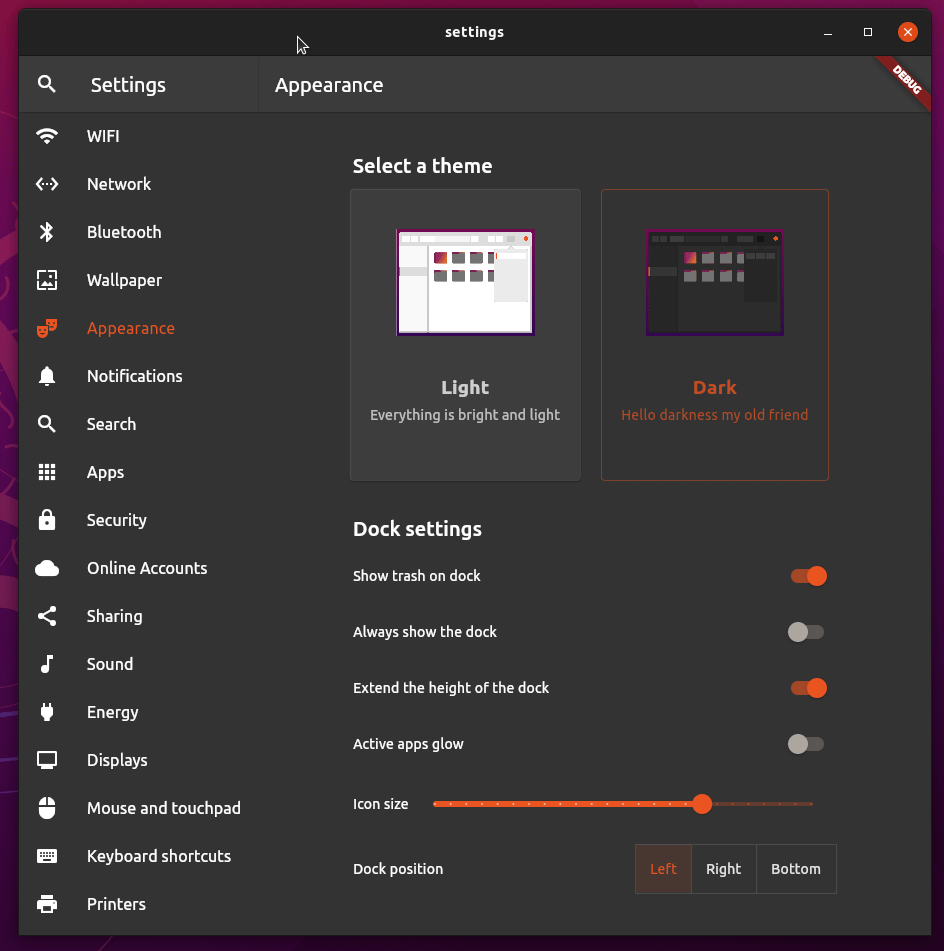 settings
Settings
Appearance
DEBUG
WIFI
Network
Bluetooth
Wallpaper
Appearance
Notifications
Search
Apps
Security
Online Accounts
Sharing
Sound
Energy
Displays
Mouse and touchpad
Keyboard shortcuts
Printers
Select a theme
Light
Everything is bright and light
Dark
Hello darkness my old friend
Dock settings
Show trash on dock
Always show the dock
Extend the height of the dock
Active apps glow
Icon size
Dock position
Left
Right
Bottom